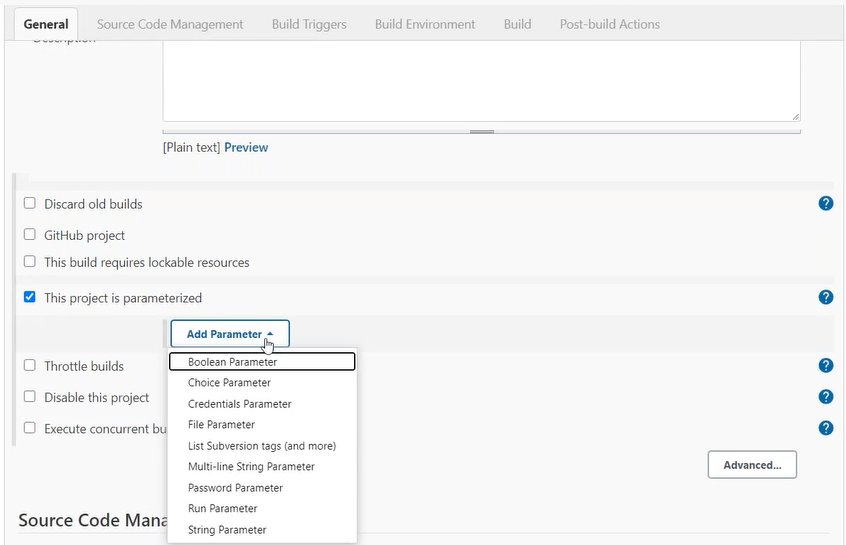 General Source Code Management Build Triggers Build Environment Build Post-build Actions
Description
[Plain text] Preview
Discard old builds
GitHub project
This build requires lockable resources
This project is parameterized
Add Parameter
Boolean Parameter
Throttle builds
Choice Parameter
Disable this project
Credentials Parameter
File Parameter
Execute concurrent bu
List Subversion tags (and more)
Multi-line String Parameter
Advanced...
Password Parameter
Run Parameter
Source Code Mana
String Parameter